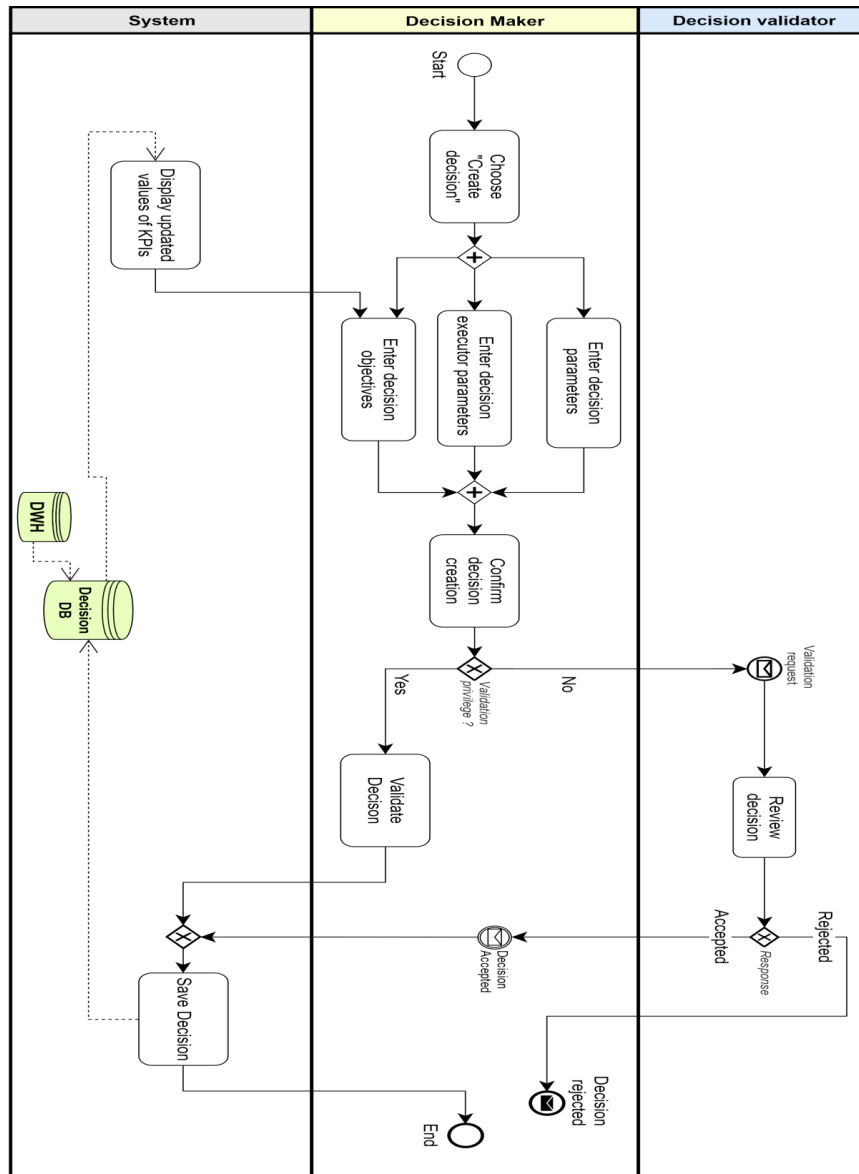 System
Decision Maker
Decision validator
Start
Choose
"Create
decision"
Display updated
values of KPIs
Enter decision
objectives
Enter decision
executor parameters
Enter decision
parameters
DWH
Decision
DB
Confirm
decision
creation
Validation
privilege ?
Yes
No
Validation
request
Validate
Decison
Review
decision
Response
Accepted
Rejected
Decision
Accepted
Save Decision
Decision
rejected
End